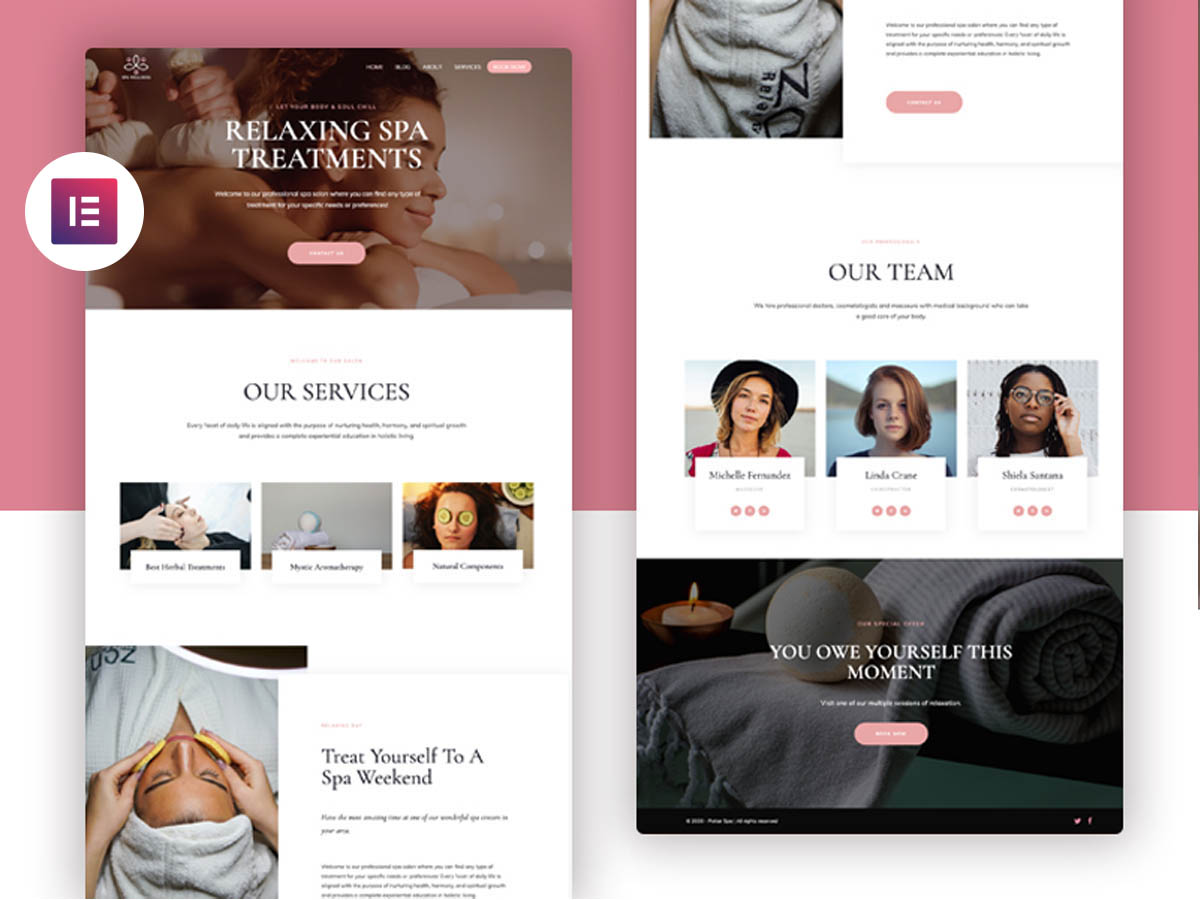 SPA WELLNESS
HOME BLOG ABOUT SERVICES BOOK NOW
LET YOUR BODY & SOUL CHILL
RELAXING SPA
TREATMENTS
Welcome to our professional spa salon where you can find any type of
treatment for your specific needs or preferences!
CONTACT US
WELCOME TO OUR SALON
OUR SERVICES
Every facet of daily life is aligned with the purpose of nurturing health, harmony, and spiritual growth
and provides a complete experiential education in holistic living.
Best Herbal Treatments
Mystic Aromatherapy
Natural Components
RELAXING DAY
Treat Yourself To A
Spa Weekend
Have the most amazing time at one of our wonderful spa centers in
your area.
Welcome to our professional spa salon where you can find any type of
treatment for your specific needs or preferences! Every facet of daily life is
aligned with the purpose of nurturing health, harmony, and spiritual growth
and provides a complete experiential education in holistic living.
Welcome to our professional spa salon where you can find any type of
treatment for your specific needs or preferences! Every facet of daily life is
aligned with the purpose of nurturing health, harmony, and spiritual growth
and provides a complete experiential education in holistic living.
CONTACT US
OUR PROFESSIONALS
OUR TEAM
We hire professional doctors, cosmetologists and masseurs with medical background who can take
a good care of your body.
Michelle Fernandez
MASSEUSE
Linda Crane
CHIROPRACTOR
Shiela Santana
COSMETOLOGIST
OUR SPECIAL OFFER
YOU OWE YOURSELF THIS
MOMENT
Visit one of our multiple sessions of relaxation.
BOOK NOW
All rights reserved